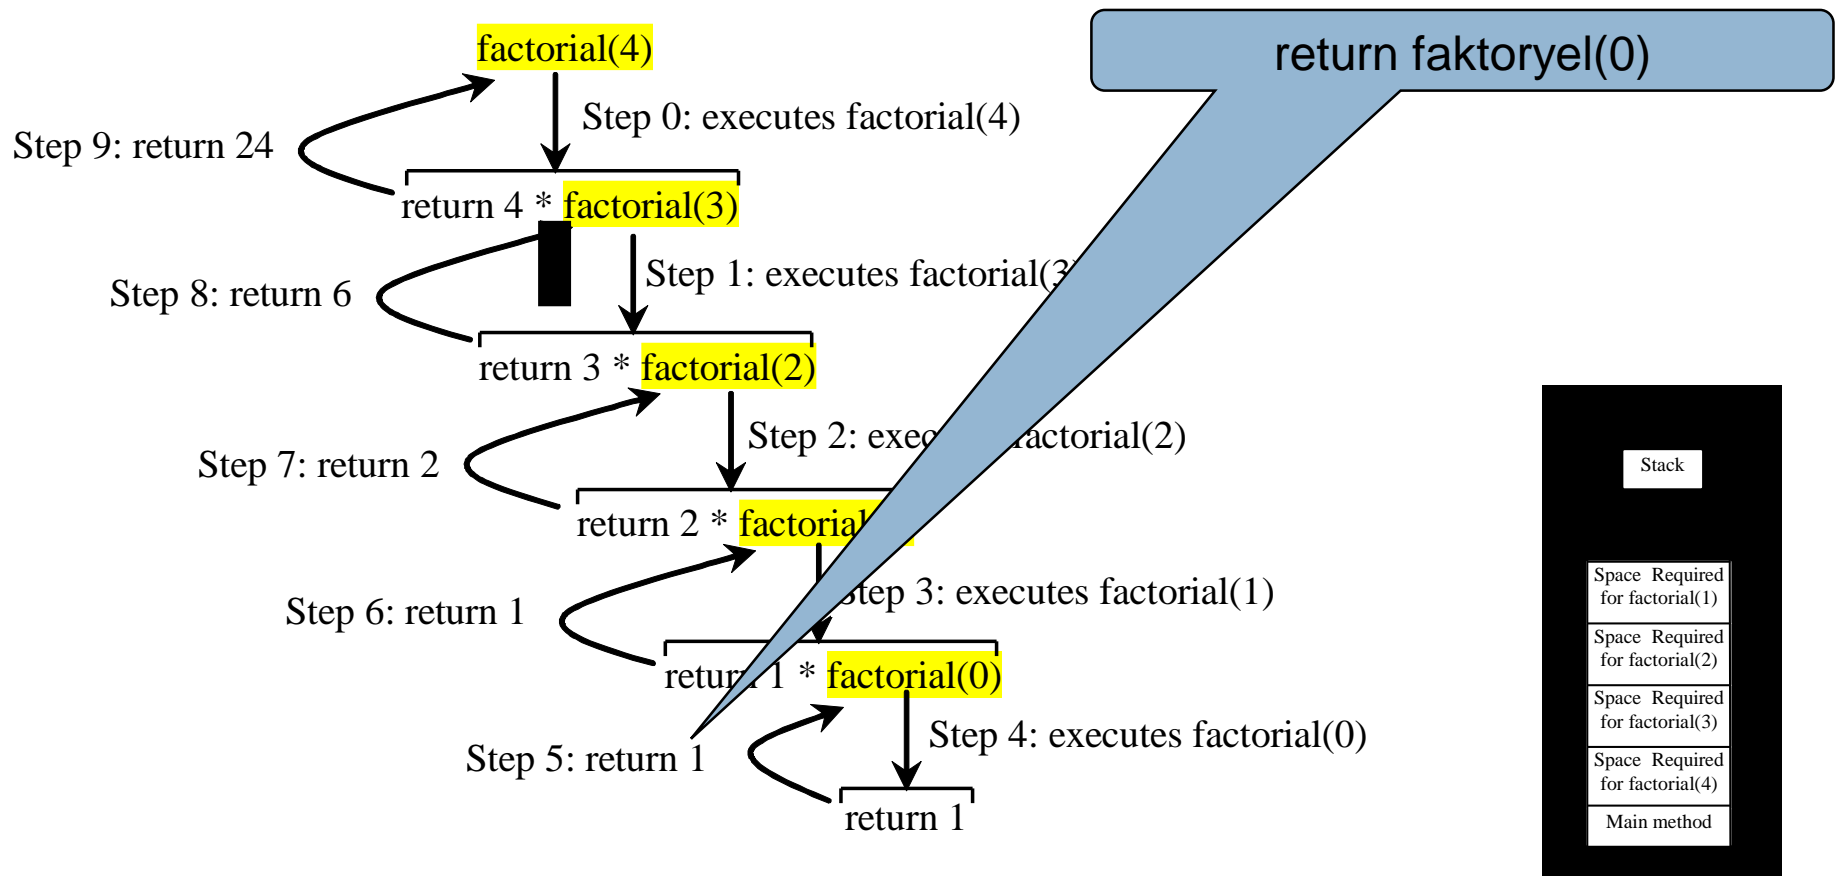 factorial(4)
return faktoryel(0)
Step 0: executes factorial(4)
Step 9: return 24
return 4 * factorial(3)
Step 1: executes factorial(3
Step 8: return 6
return 3 * factorial(2)
Step 2: factorial(2)
Step 7: return 2
return 2 * factorial
Step 3: executes factorial(1)
Step 6: return 1
return 1 * factorial(0)
Step 4: executes factorial(0)
Step 5: return 1
return 1
Stack
Space Required
for factorial(1)
Space Required
for factorial(2)
Space Required
for factorial(3)
Space Required
for factorial(4)
Main method